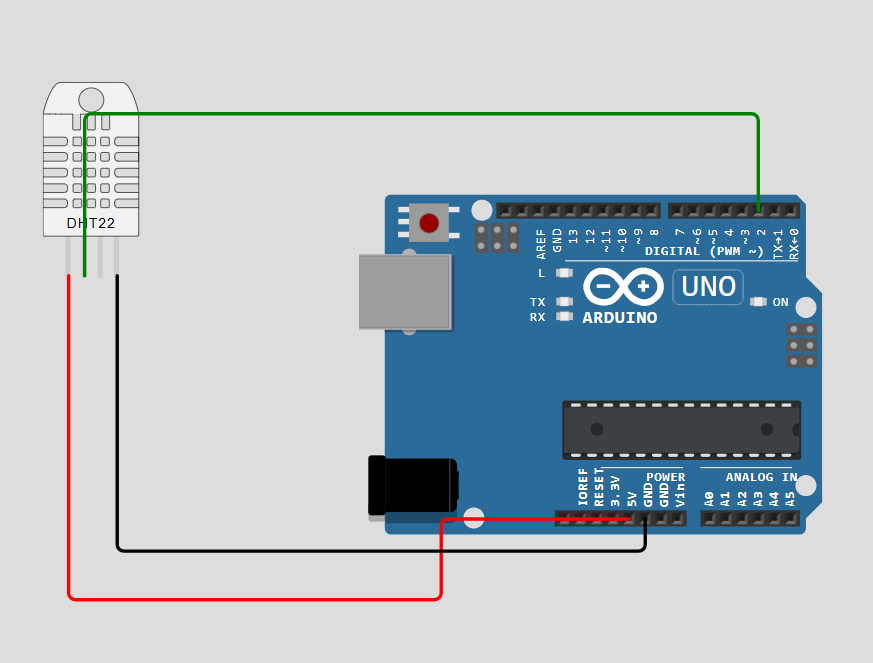 DHT22
AREF
GND
13
12
~11
~10
~9
8
7
~6
~5
4
~3
2
TX→1
RX←0
DIGITAL (PWM ~)
L
TX
RX
ARDUINO
UNO
ON
POWER
ANALOG IN
IOREF
RESET
3.3V
5V
GND
GND
Vin
A0
A1
A2
A3
A4
A5